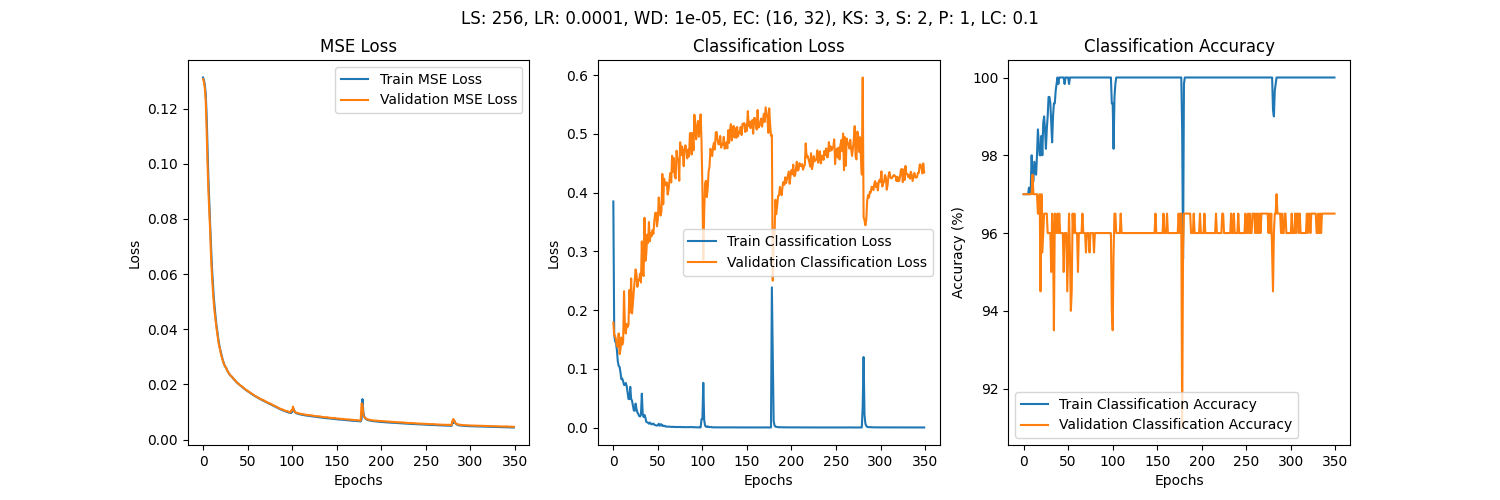 LS: 256, LR: 0.0001, WD: 1e-05, EC: (16, 32), KS: 3, S: 2, P: 1, LC: 0.1
MSE Loss
Train MSE Loss
Validation MSE Loss
Loss
0.12
0.10
0.08
0.06
0.04
0.02
0.00
0 50 100 150 200 250 300 350
Epochs
Classification Loss
Train Classification Loss
Validation Classification Loss
Loss
0.6
0.5
0.4
0.3
0.2
0.1
0.0
0 50 100 150 200 250 300 350
Epochs
Classification Accuracy
Train Classification Accuracy
Validation Classification Accuracy
Accuracy (%)
100
98
96
94
92
0 50 100 150 200 250 300 350
Epochs